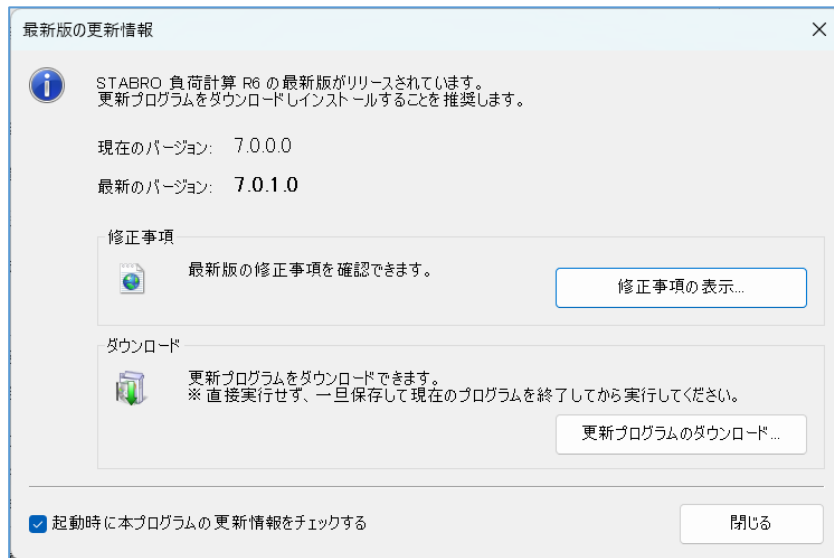 最新版の更新情報
STABRO 負荷計算 R6 の最新版がリリースされています。
更新プログラムをダウンロードしインストールすることを推奨します。
現在のバージョン: 7.0.0.0
最新のバージョン: 7.0.1.0
修正事項
最新版の修正事項を確認できます。
修正事項の表示...
ダウンロード
更新プログラムをダウンロードできます。
※直接実行せず、一旦保存して現在のプログラムを終了してから実行してください。
更新プログラムのダウンロード...
起動時に本プログラムの更新情報をチェックする
閉じる